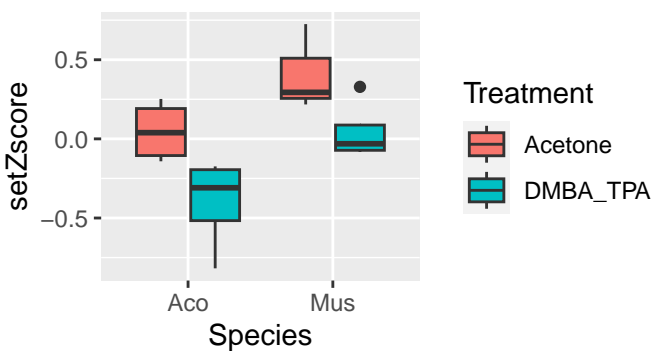 setZscore
0.5
0.0
−0.5
Aco Mus
Species
Treatment
Acetone
DMBA_TPA